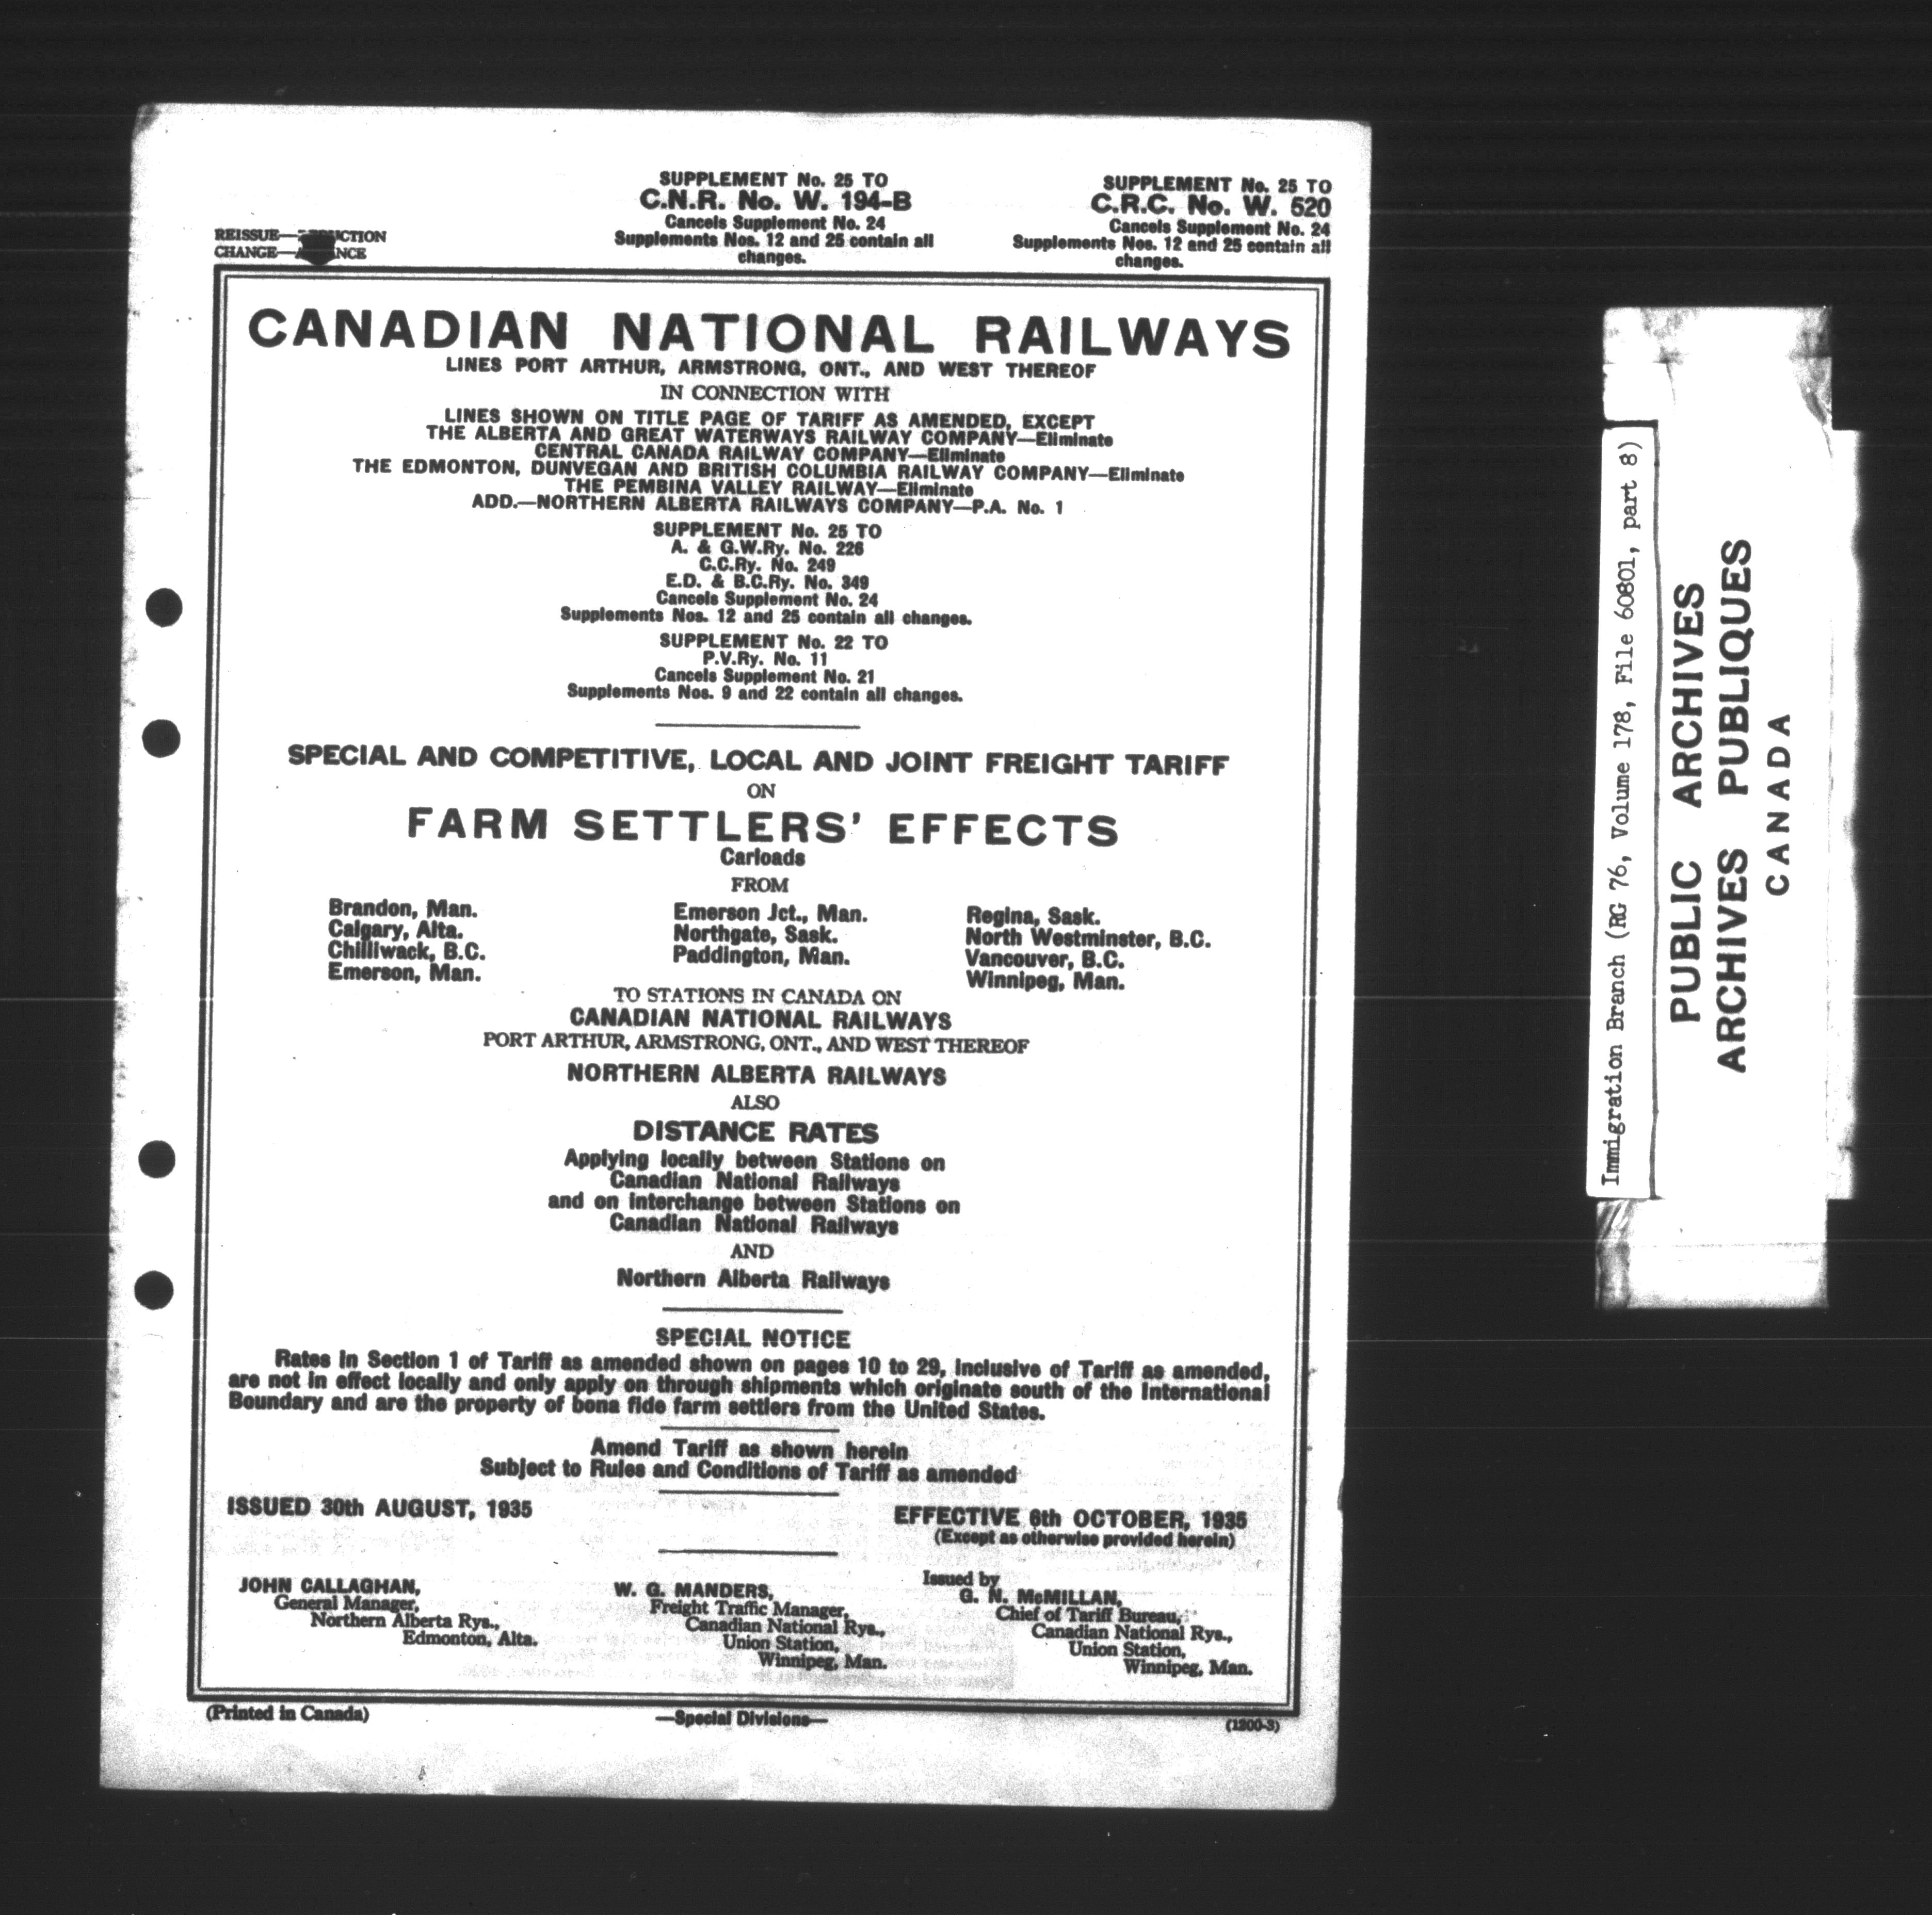 SUPPLEMENT No. 25 TO
C.N.R. No. W. 194-B
Cancels Supplement No. 24
Supplements Nos. 12 and 25 contain all
changes.
SUPPLEMENT No. 25 TO
C.R.C. No. W. 520
Cancels Supplement No. 24
Supplements Nos. 12 and 25 contain all
changes.
REISSUE—
CHANGE—
CANADIAN NATIONAL RAILWAYS
LINES PORT ARTHUR, ARMSTRONG, ONT., AND WEST THEREOF
IN CONNECTION WITH
LINES SHOWN ON TITLE PAGE OF TARIFF AS AMENDED, EXCEPT
THE ALBERTA AND GREAT WATERWAYS RAILWAY COMPANY—Eliminate
CENTRAL CANADA RAILWAY COMPANY—Eliminate
THE EDMONTON, DUNVEGAN AND BRITISH COLUMBIA RAILWAY COMPANY—Eliminate
THE PEMBINA VALLEY RAILWAY—Eliminate
ADD.—NORTHERN ALBERTA RAILWAYS COMPANY—P.A. No. 1
SUPPLEMENT No. 25 TO
A. & G.W.Ry. No. 226
C.C.Ry. No. 249
E.D. & B.C.Ry. No. 349
Cancels Supplement No. 24
Supplements Nos. 12 and 25 contain all changes.
SUPPLEMENT No. 22 TO
P.V.Ry. No. 11
Cancels Supplement No. 21
Supplements Nos. 9 and 22 contain all changes.
SPECIAL AND COMPETITIVE, LOCAL AND JOINT FREIGHT TARIFF
ON
FARM SETTLERS' EFFECTS
Carloads
FROM
Brandon, Man.
Calgary, Alta.
Chilliwack, B.C.
Emerson, Man.
Emerson Jct., Man.
Northgate, Sask.
Paddington, Man.
Regina, Sask.
North Westminster, B.C.
Vancouver, B.C.
Winnipeg, Man.
TO STATIONS IN CANADA ON
CANADIAN NATIONAL RAILWAYS
PORT ARTHUR, ARMSTRONG, ONT., AND WEST THEREOF
NORTHERN ALBERTA RAILWAYS
ALSO
DISTANCE RATES
Applying locally between Stations on
Canadian National Railways
and on interchange between Stations on
Canadian National Railways
AND
Northern Alberta Railways
SPECIAL NOTICE
Rates in Section 1 of Tariff as amended shown on pages 10 to 29, inclusive of Tariff as amended,
are not in effect locally and only apply on through shipments which originate south of the International
Boundary and are the property of bona fide farm settlers from the United States.
Amend Tariff as shown herein
Subject to Rules and Conditions of Tariff as amended
ISSUED 30th AUGUST, 1935
EFFECTIVE 6th OCTOBER, 1935
(Except as otherwise provided herein)
JOHN CALLAGHAN,
General Manager,
Northern Alberta Rys.,
Edmonton, Alta.
W. G. MANDERS,
Freight Traffic Manager,
Canadian National Rys.,
Union Station,
Winnipeg, Man.
Issued by
G. N. McMILLAN,
Chief of Tariff Bureau,
Canadian National Rys.,
Union Station,
Winnipeg, Man.
(Printed in Canada)
—Special Divisions—
(1200-3)
Immigration Branch (RG 76, Volume 178, File 60801, part 8)
PUBLIC ARCHIVES
ARCHIVES PUBLIQUES
CANADA